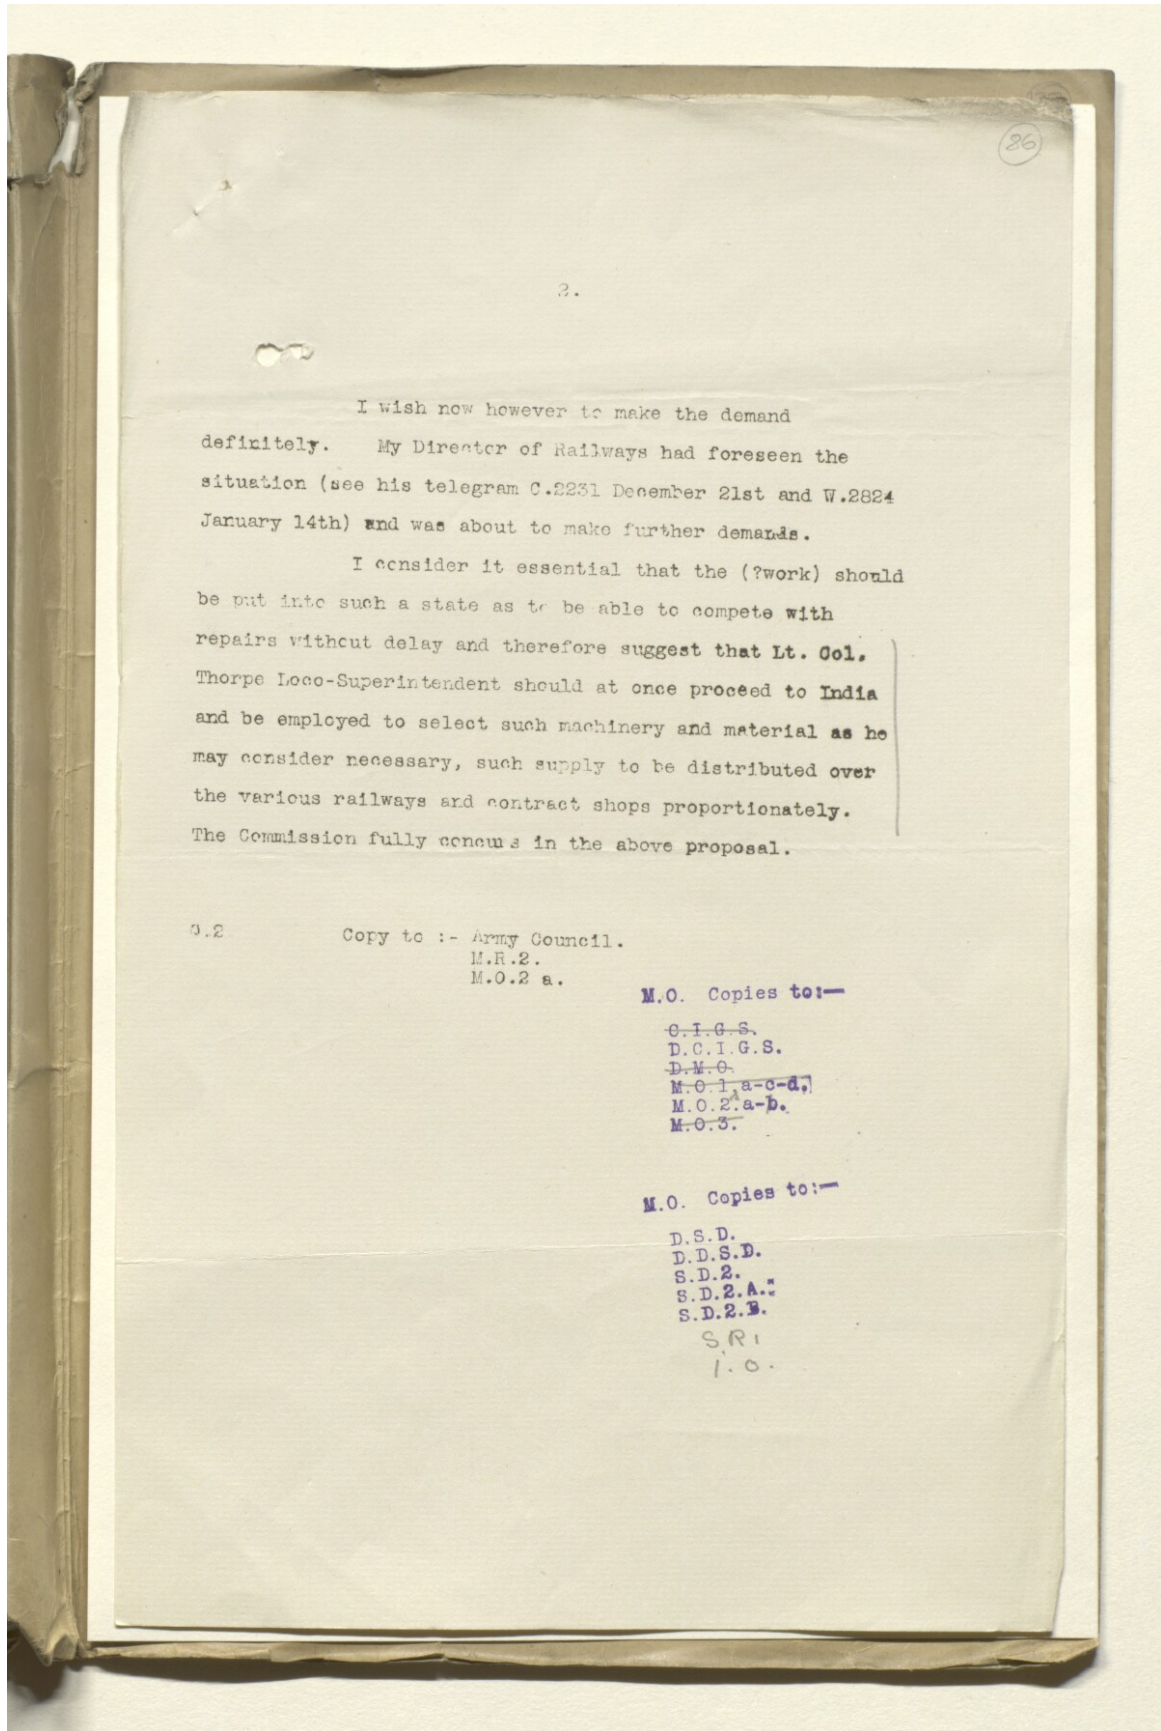 86
2.
I wish now however to make the demand
definitely. My Director of Railways had foreseen the
situation (see his telegram C.2231 December 21st and W.2824
January 14th) and was about to make further demands.
I consider it essential that the (?work) should
be put into such a state as to be able to compete with
repairs without delay and therefore suggest that Lt. Col.
Thorpe Loco-Superintendent should at once proceed to India
and be employed to select such machinery and material as he
may consider necessary, such supply to be distributed over
the various railways and contract shops proportionately.
The Commission fully concurs in the above proposal.
O.2 Copy to :- Army Council.
M.R.2.
M.O.2 a.
M.O. Copies to:—
C.I.G.S.
D.C.I.G.S.
D.M.O.
M.O.1,a-c-d.
M.O.2.a-b.
M.O.3.
M.O. Copies to:—
D.S.D.
D.D.S.D.
S.D.2.
S.D.2.A.
S.D.2.B.
S.R 1
I.O.